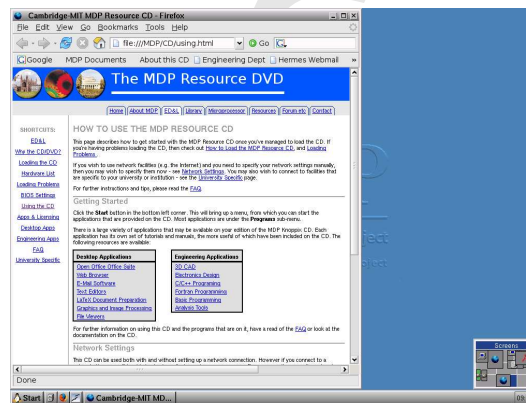 Cambridge-MIT MDP Resource CD - Firefox
File Edit View Go Bookmarks Tools Help
file:///MDP/CD/using.html Go G
Google MDP Documents About this CD Engineering Dept Hermes Webmail »
The MDP Resource DVD
Home About MDP ED&L Library Microprocessor Resources Forum etc Contact
SHORTCUTS:
ED&L
Why the CD/DVD?
Loading the CD
Hardware List
Loading Problems
BIOS Settings
Using the CD
Apps & Licensing
Desktop Apps
Engineering Apps
FAQ
University Specific
HOW TO USE THE MDP RESOURCE CD
This page describes how to get started with the MDP Resource CD once you've managed to load the CD. If
you're having problems loading the CD, then check out How to Load the MDP Resource CD, and Loading
Problems.
If you wish to use network facilities (e.g. the Internet) and you need to specify your network settings manually,
then you may wish to specify them now - see Network Settings. You may also wish to connect to facilities that
are specific to your university or institution - see the University Specific page.
For further instructions and tips, please read the FAQ.
Getting Started
Click the Start button in the bottom left corner. This will bring up a menu, from which you can start the
applications that are provided on the CD. Most applications are under the Programs sub-menu.
There is a large variety of applications that may be available on your edition of the MDP Knoppix CD. Each
application has its own set of tutorials and manuals, the more useful of which have been included on the CD. The
following resources are available:
Desktop Applications
Open Office Office Suite
Web Browser
E-Mail Software
Text Editors
LaTeX Document Preparation
Graphics and Image Processing
File Viewers
Engineering Applications
3D CAD
Electronics Design
C/C++ Programming
Fortran Programming
Basic Programming
Analysis Tools
For further information on using this CD and the programs that are on it, have a read of the FAQ or look at the
documentation on the CD.
Network Settings
This CD can be used both with and without setting up a network connection. However if you connect to a
Done
Screens
Start Cambridge-MIT MD...